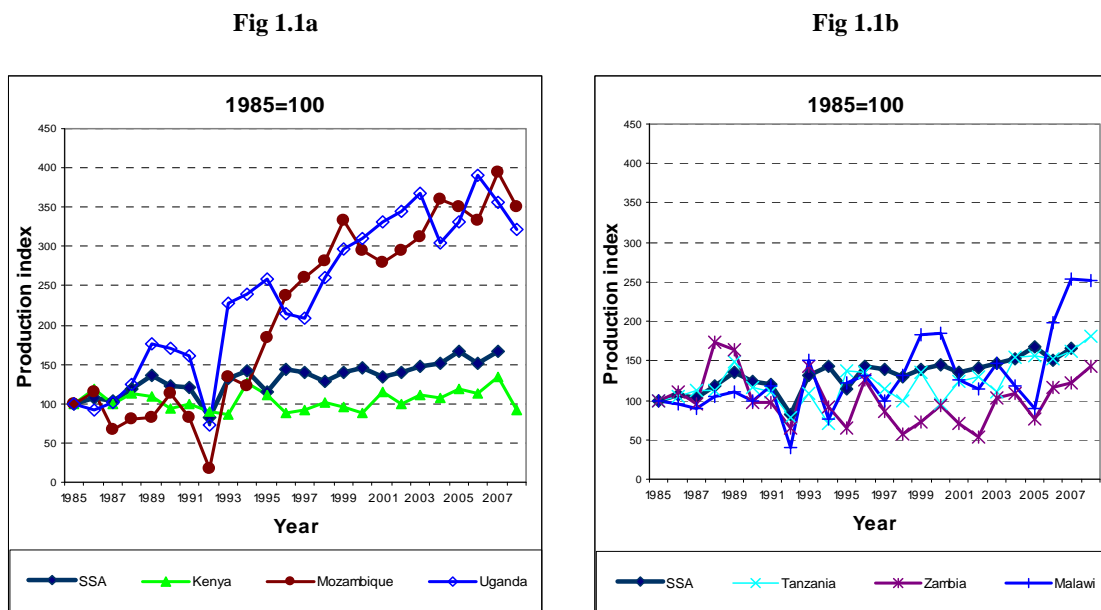 Fig 1.1a
1985=100
Production index
450
400
350
300
250
200
150
100
50
0
1985 1987 1989 1991 1993 1995 1997 1999 2001 2003 2005 2007
Year
SSA Kenya Mozambique Uganda
Fig 1.1b
1985=100
Production index
450
400
350
300
250
200
150
100
50
0
1985 1987 1989 1991 1993 1995 1997 1999 2001 2003 2005 2007
Year
SSA Tanzania Zambia Malawi